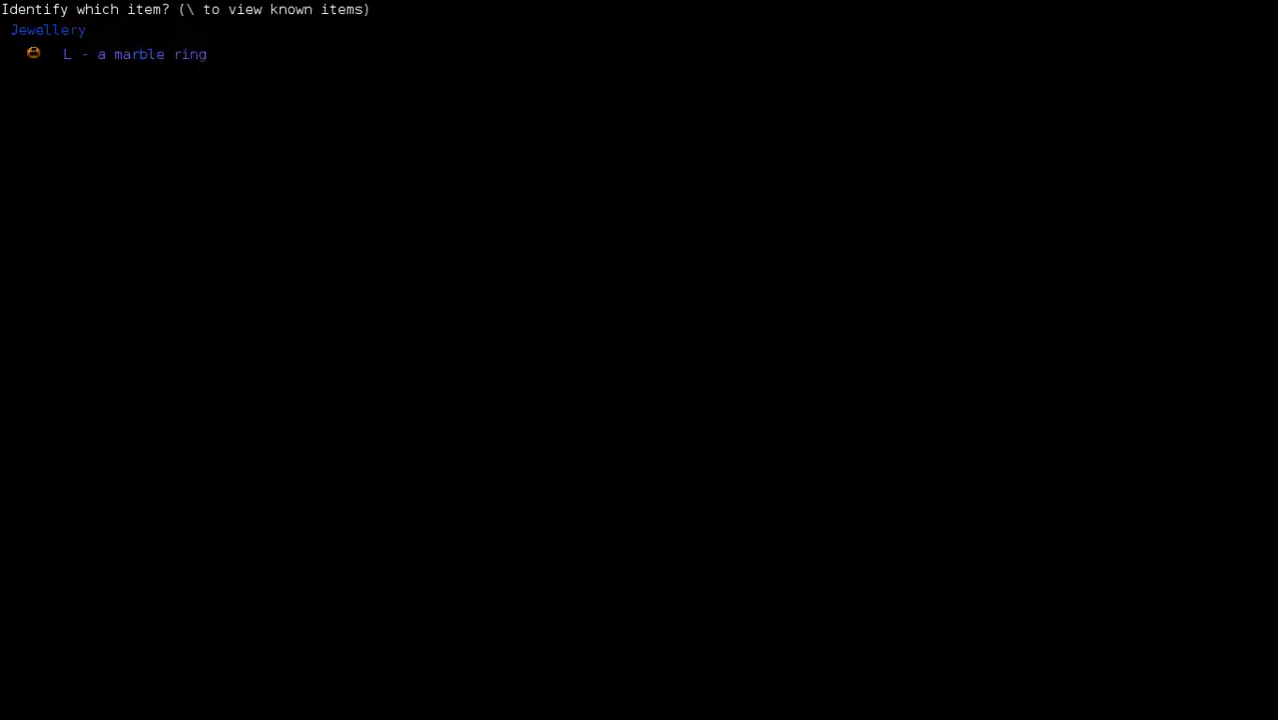 Identify which item? (\ to view known items)
Jewellery
L - a marble ring